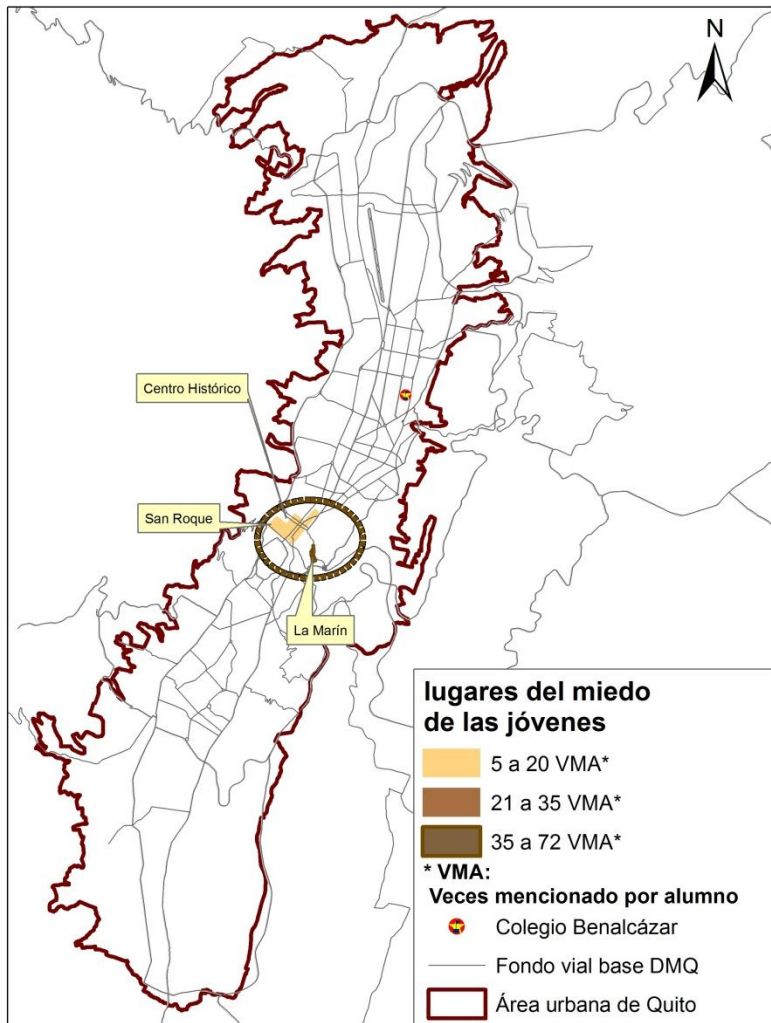 N
Centro Histórico
San Roque
La Marín
lugares del miedo
de las jóvenes
5 a 20 VMA*
21 a 35 VMA*
35 a 72 VMA*
* VMA:
Veces mencionado por alumno
Colegio Benalcázar
Fondo vial base DMQ
Área urbana de Quito